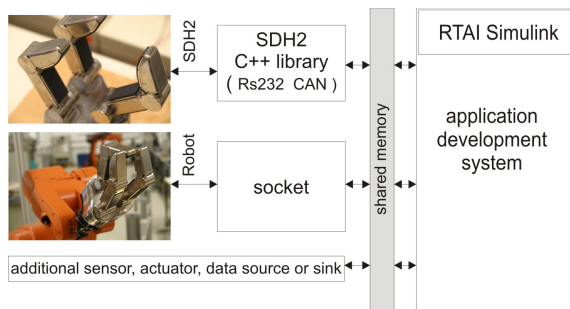 SDH2
SDH2
C++ library
( Rs232 CAN )
RTAI Simulink
application
development
system
Robot
socket
shared memory
additional sensor, actuator, data source or sink